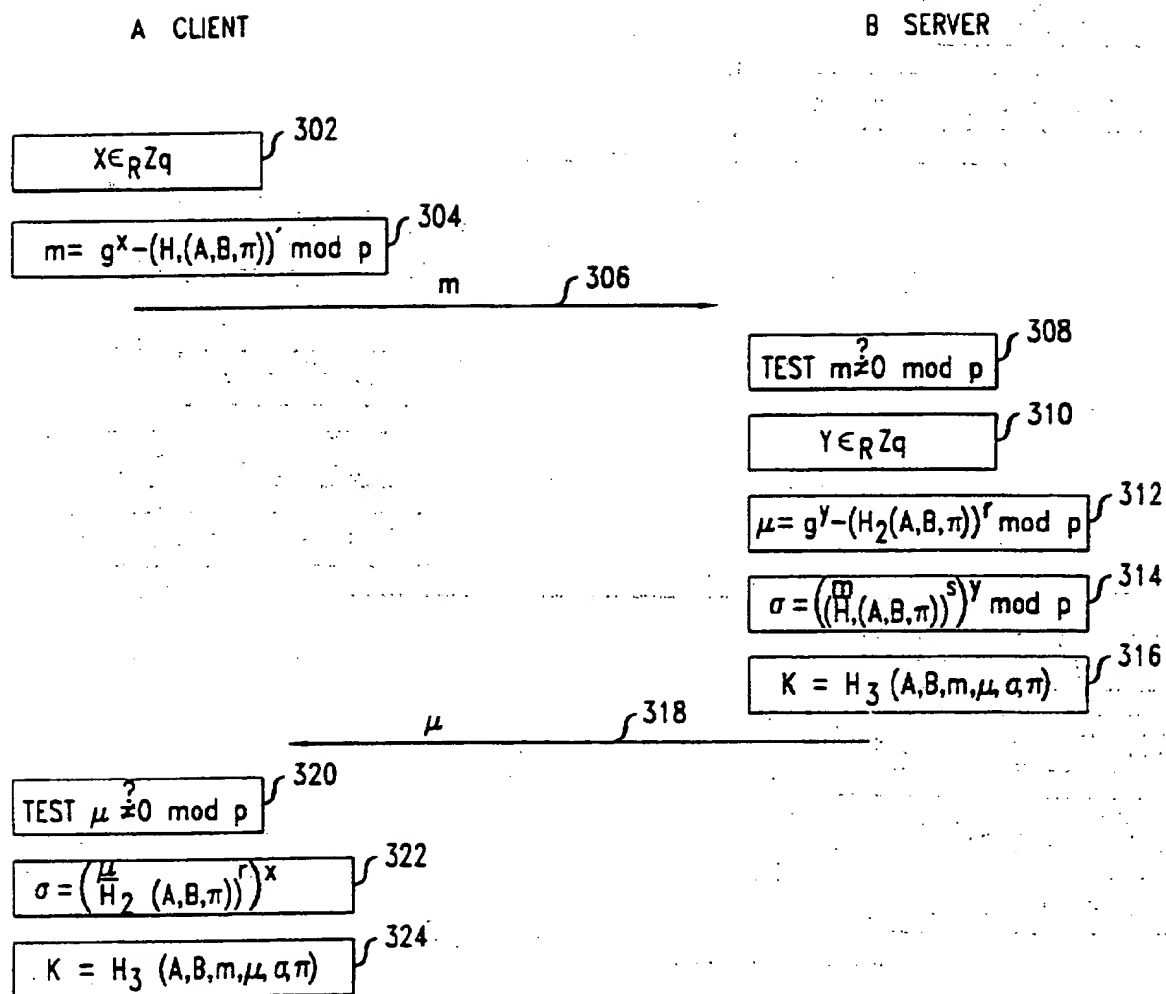 A CLIENT
B SERVER
X∈RZq
302
m= g^x-(H,(A,B,π))′ mod p
304
m
306
TEST m ≠? 0 mod p
308
Y∈RZq
310
μ= g^y-(H2(A,B,π))^r mod p
312
σ=(m/(H,(A,B,π))^s)^y mod p
314
K = H3 (A,B,m,μ,σ,π)
316
μ
318
TEST μ ≠? 0 mod p
320
σ=(μ/H2 (A,B,π))^r)^x
322
K = H3 (A,B,m,μ,σ,π)
324